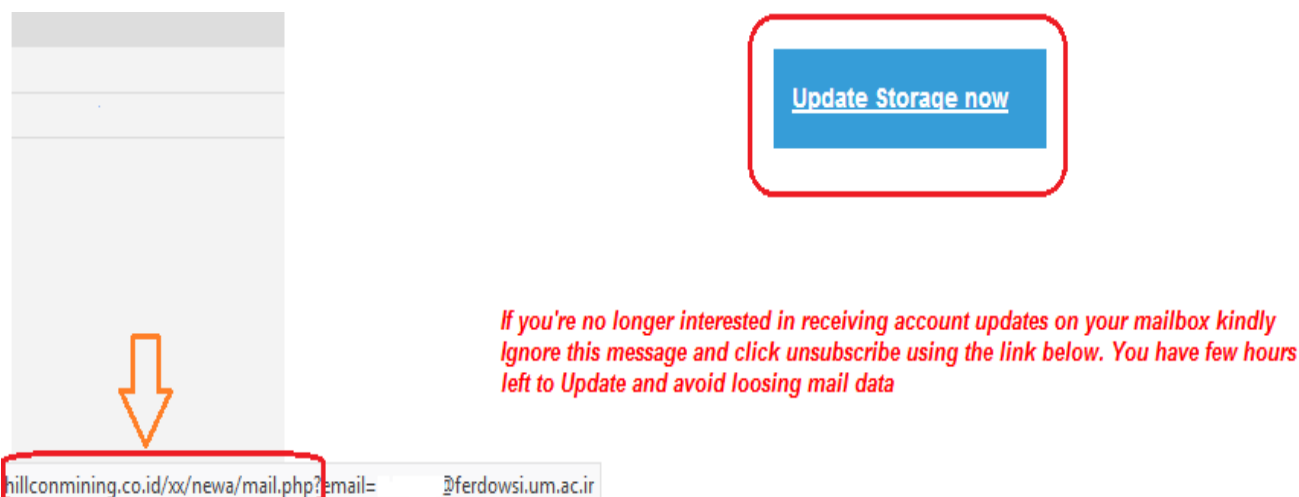 Update Storage now
If you're no longer interested in receiving account updates on your mailbox kindly
Ignore this message and click unsubscribe using the link below. You have few hours
left to Update and avoid loosing mail data
hillconmining.co.id/xx/newa/mail.php?email= @ferdowsi.um.ac.ir